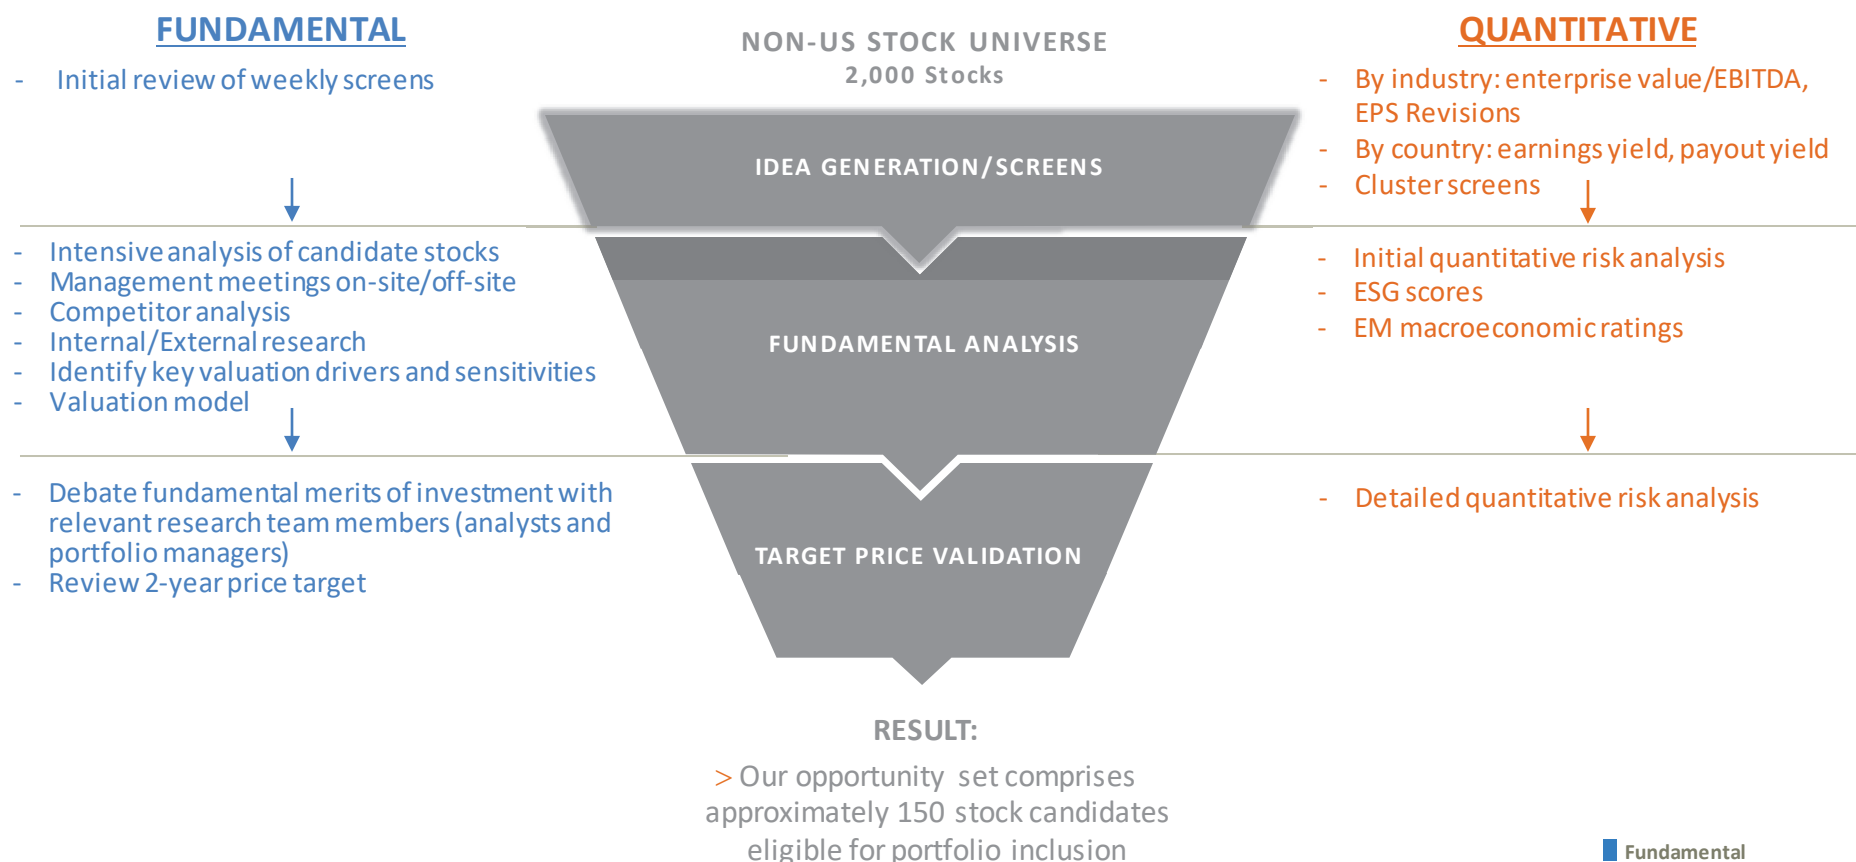 FUNDAMENTAL
- Initial review of weekly screens
- Intensive analysis of candidate stocks
- Management meetings on-site/off-site
- Competitor analysis
- Internal/External research
- Identify key valuation drivers and sensitivities
- Valuation model
- Debate fundamental merits of investment with
relevant research team members (analysts and
portfolio managers)
- Review 2-year price target
NON-US STOCK UNIVERSE
2,000 Stocks
IDEA GENERATION/SCREENS
FUNDAMENTAL ANALYSIS
TARGET PRICE VALIDATION
RESULT:
> Our opportunity set comprises
approximately 150 stock candidates
eligible for portfolio inclusion
QUANTITATIVE
- By industry: enterprise value/EBITDA,
EPS Revisions
- By country: earnings yield, payout yield
- Cluster screens
- Initial quantitative risk analysis
- ESG scores
- EM macroeconomic ratings
- Detailed quantitative risk analysis
Fundamental